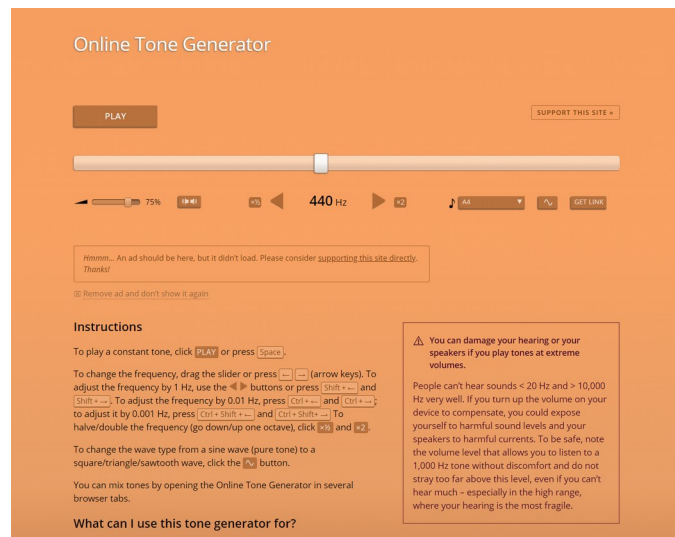 Online Tone Generator
PLAY
SUPPORT THIS SITE »
75%
×½
440 Hz
×2
A4
GET LINK
Hmmm... An ad should be here, but it didn't load. Please consider supporting this site directly.
Thanks!
Remove ad and don't show it again
Instructions
To play a constant tone, click PLAY or press Space.
To change the frequency, drag the slider or press ← → (arrow keys). To
adjust the frequency by 1 Hz, use the ◀ ▶ buttons or press Shift + ← and
Shift + →. To adjust the frequency by 0.01 Hz, press Ctrl + ← and Ctrl + →;
to adjust it by 0.001 Hz, press Ctrl + Shift + ← and Ctrl + Shift+ → To
halve/double the frequency (go down/up one octave), click ×½ and ×2.
To change the wave type from a sine wave (pure tone) to a
square/triangle/sawtooth wave, click the ∿ button.
You can mix tones by opening the Online Tone Generator in several
browser tabs.
What can I use this tone generator for?
You can damage your hearing or your
speakers if you play tones at extreme
volumes.
People can't hear sounds < 20 Hz and > 10,000
Hz very well. If you turn up the volume on your
device to compensate, you could expose
yourself to harmful sound levels and your
speakers to harmful currents. To be safe, note
the volume level that allows you to listen to a
1,000 Hz tone without discomfort and do not
stray too far above this level, even if you can't
hear much – especially in the high range,
where your hearing is the most fragile.